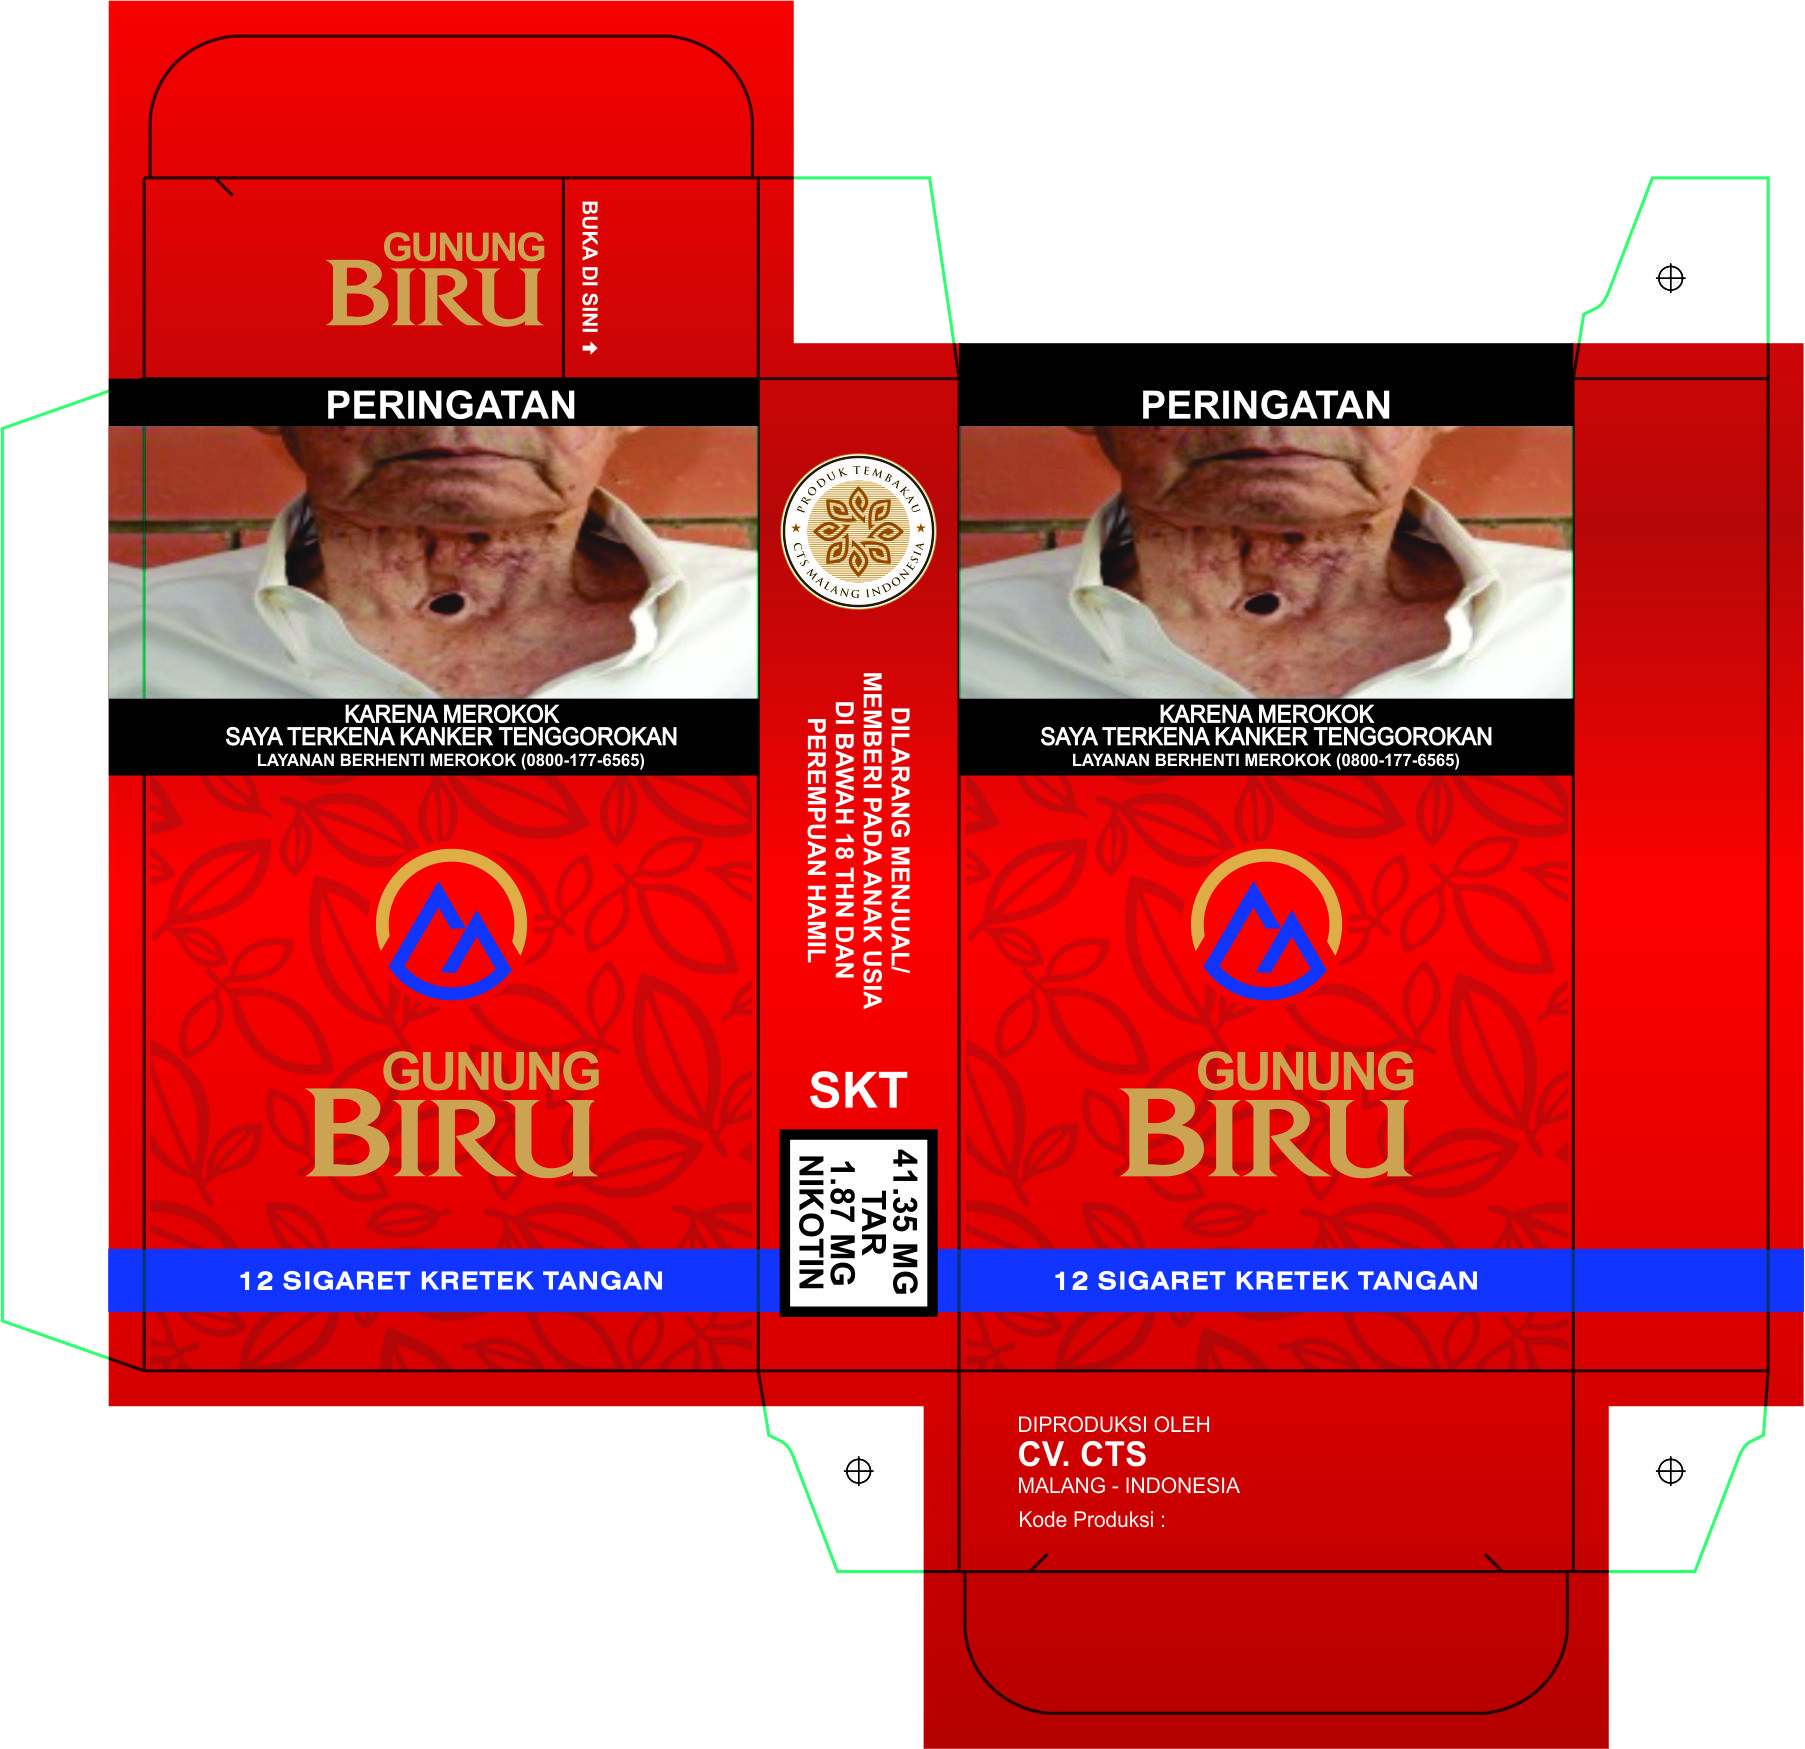 GUNUNG
BIRU
BUKA DI SINI
PERINGATAN
KARENA MEROKOK
SAYA TERKENA KANKER TENGGOROKAN
LAYANAN BERHENTI MEROKOK (0800-177-6565)
GUNUNG
BIRU
12 SIGARET KRETEK TANGAN
PRODUK TEMBAKAU
CTS MALANG INDONESIA
DILARANG MENJUAL/
MEMBERI PADA ANAK USIA
DI BAWAH 18 THN DAN
PEREMPUAN HAMIL
SKT
41.35 MG
TAR
1.87 MG
NIKOTIN
PERINGATAN
KARENA MEROKOK
SAYA TERKENA KANKER TENGGOROKAN
LAYANAN BERHENTI MEROKOK (0800-177-6565)
GUNUNG
BIRU
12 SIGARET KRETEK TANGAN
DIPRODUKSI OLEH
CV. CTS
MALANG - INDONESIA
Kode Produksi :